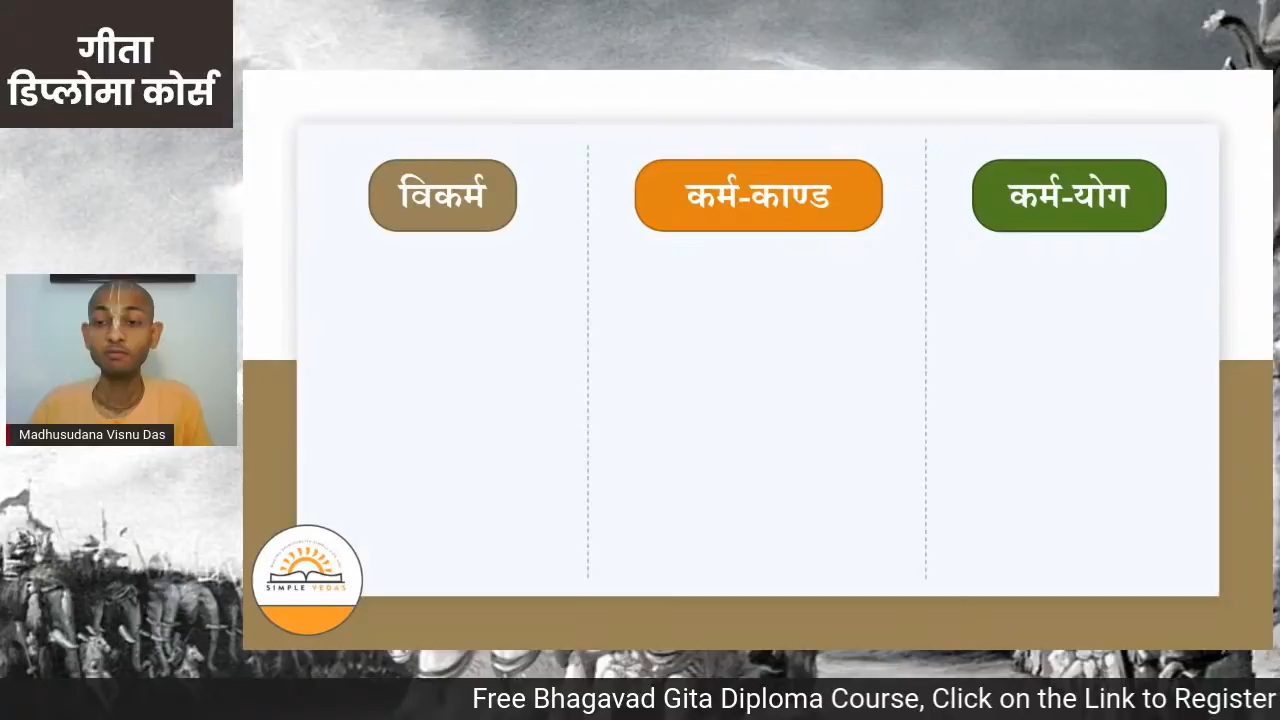 गीता
डिप्लोमा कोर्स
विकर्म
कर्म-काण्ड
कर्म-योग
Madhusudana Visnu Das
SIMPLE VEDAS
Free Bhagavad Gita Diploma Course, Click on the Link to Register